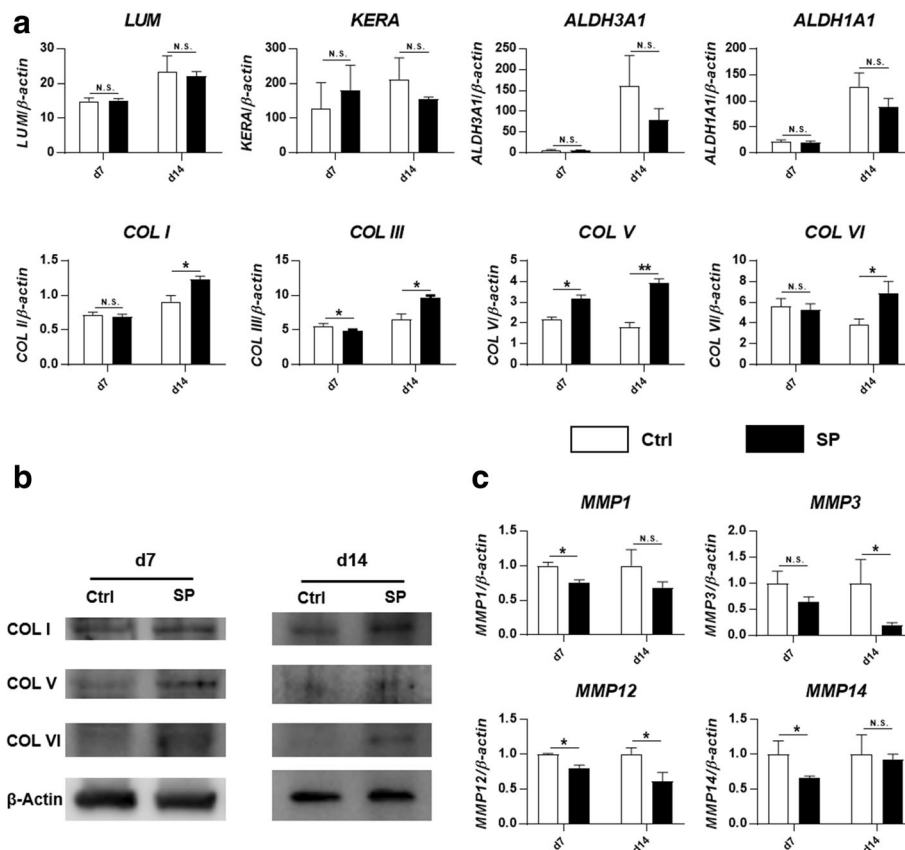 a
LUM
LUM/β-actin
30
20
10
0
N.S.
N.S.
d7
d14
KERA
KERA/β-actin
400
300
200
100
0
N.S.
N.S.
d7
d14
ALDH3A1
ALDH3A1/β-actin
250
200
150
100
50
0
N.S.
N.S.
d7
d14
ALDH1A1
ALDH1A1/β-actin
200
150
100
50
0
N.S.
N.S.
d7
d14
COL I
COL I/β-actin
1.5
1.0
0.5
0.0
N.S.
*
d7
d14
COL III
COL III/β-actin
15
10
5
0
*
*
d7
d14
COL V
COL V/β-actin
5
4
3
2
1
0
*
**
d7
d14
COL VI
COL VI/β-actin
10
8
6
4
2
0
N.S.
*
d7
d14
Ctrl
SP
b
d7
d14
Ctrl SP
Ctrl SP
COL I
COL V
COL VI
β-Actin
c
MMP1
MMP1/β-actin
1.5
1.0
0.5
0.0
*
N.S.
d7
d14
MMP3
MMP3/β-actin
2.0
1.5
1.0
0.5
0.0
N.S.
*
d7
d14
MMP12
MMP12/β-actin
1.5
1.0
0.5
0.0
*
*
d7
d14
MMP14
MMP14/β-actin
1.5
1.0
0.5
0.0
*
N.S.
d7
d14